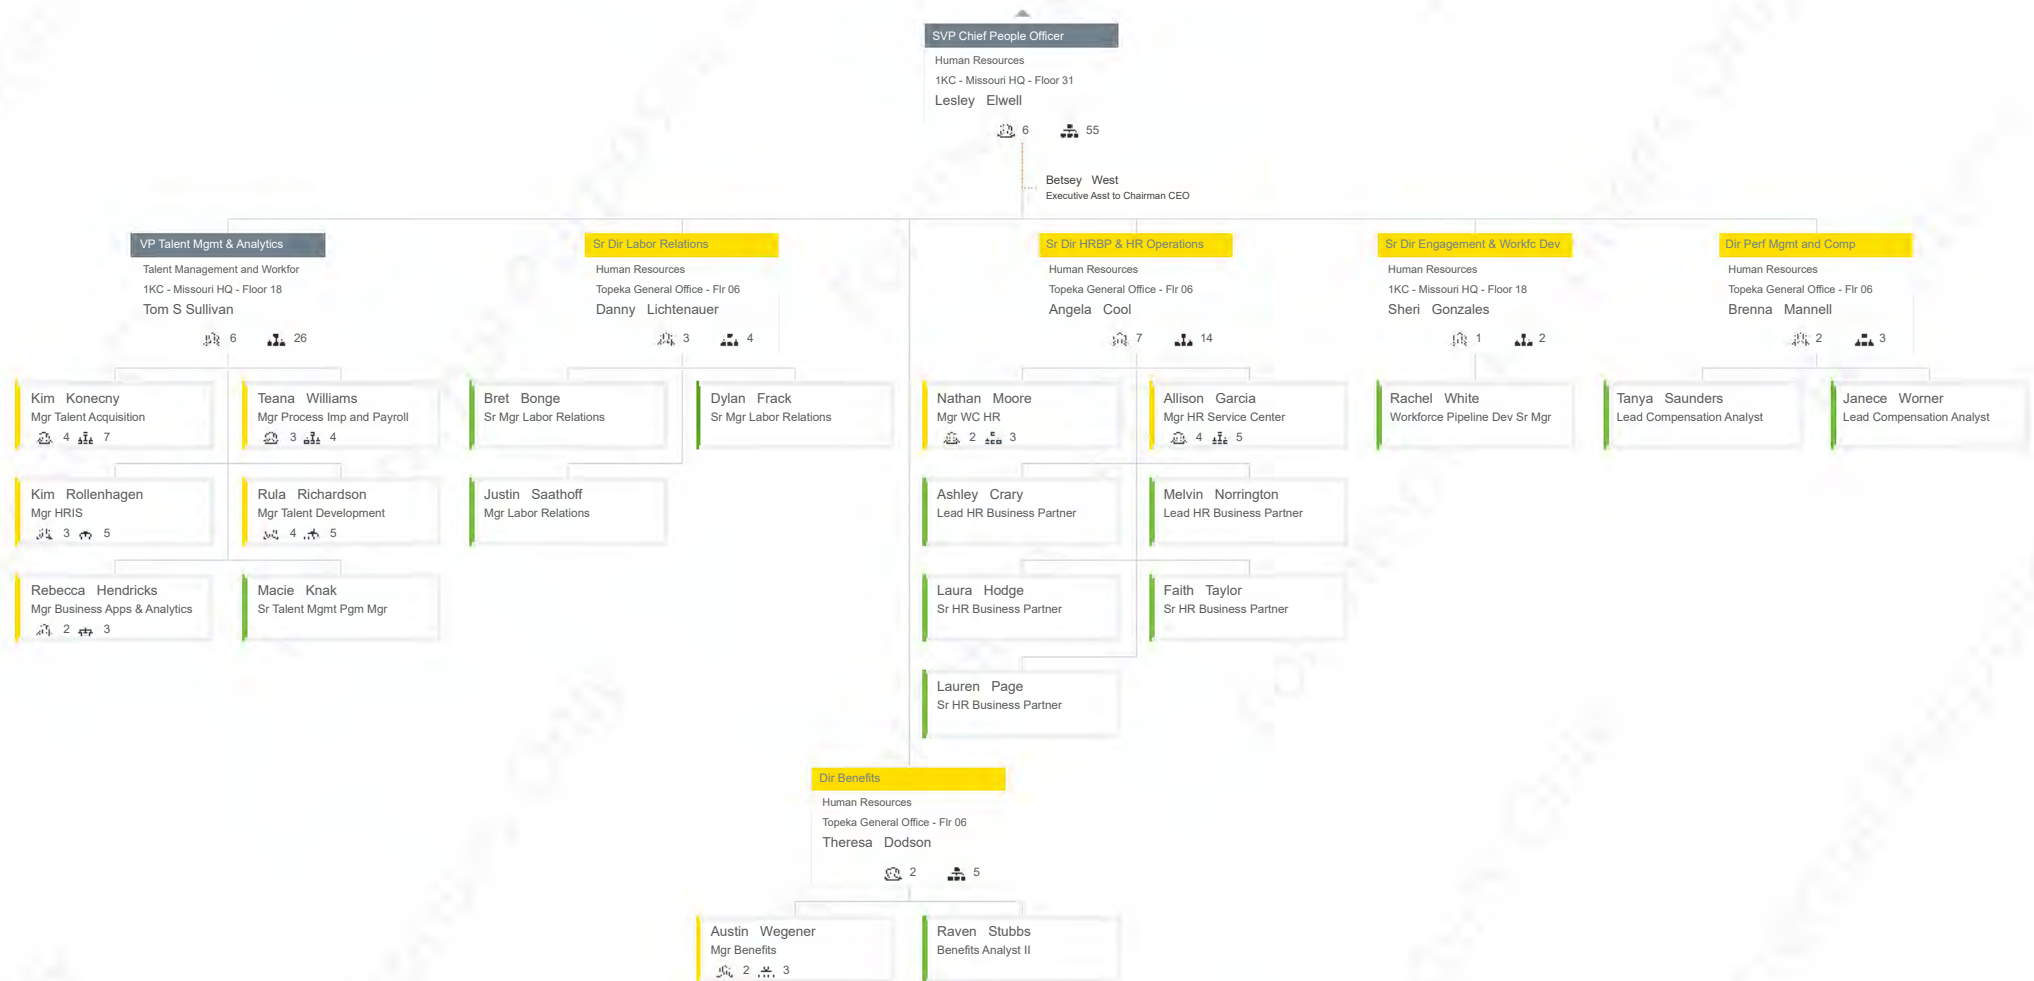 SVP Chief People Officer
Human Resources
1KC - Missouri HQ - Floor 31
Lesley Elwell
6 55
Betsey West
Executive Asst to Chairman CEO
VP Talent Mgmt & Analytics
Talent Management and Workfor
1KC - Missouri HQ - Floor 18
Tom S Sullivan
6 26
Kim Konecny
Mgr Talent Acquisition
4 7
Teana Williams
Mgr Process Imp and Payroll
3 4
Kim Rollenhagen
Mgr HRIS
3 5
Rula Richardson
Mgr Talent Development
4 5
Rebecca Hendricks
Mgr Business Apps & Analytics
2 3
Macie Knak
Sr Talent Mgmt Pgm Mgr
Sr Dir Labor Relations
Human Resources
Topeka General Office - Flr 06
Danny Lichtenauer
3 4
Bret Bonge
Sr Mgr Labor Relations
Dylan Frack
Sr Mgr Labor Relations
Justin Saathoff
Mgr Labor Relations
Sr Dir HRBP & HR Operations
Human Resources
Topeka General Office - Flr 06
Angela Cool
7 14
Nathan Moore
Mgr WC HR
2 3
Allison Garcia
Mgr HR Service Center
4 5
Ashley Crary
Lead HR Business Partner
Melvin Norrington
Lead HR Business Partner
Laura Hodge
Sr HR Business Partner
Faith Taylor
Sr HR Business Partner
Lauren Page
Sr HR Business Partner
Sr Dir Engagement & Workfc Dev
Human Resources
1KC - Missouri HQ - Floor 18
Sheri Gonzales
1 2
Rachel White
Workforce Pipeline Dev Sr Mgr
Dir Perf Mgmt and Comp
Human Resources
Topeka General Office - Flr 06
Brenna Mannell
2 3
Tanya Saunders
Lead Compensation Analyst
Janece Worner
Lead Compensation Analyst
Dir Benefits
Human Resources
Topeka General Office - Flr 06
Theresa Dodson
2 5
Austin Wegener
Mgr Benefits
2 3
Raven Stubbs
Benefits Analyst II